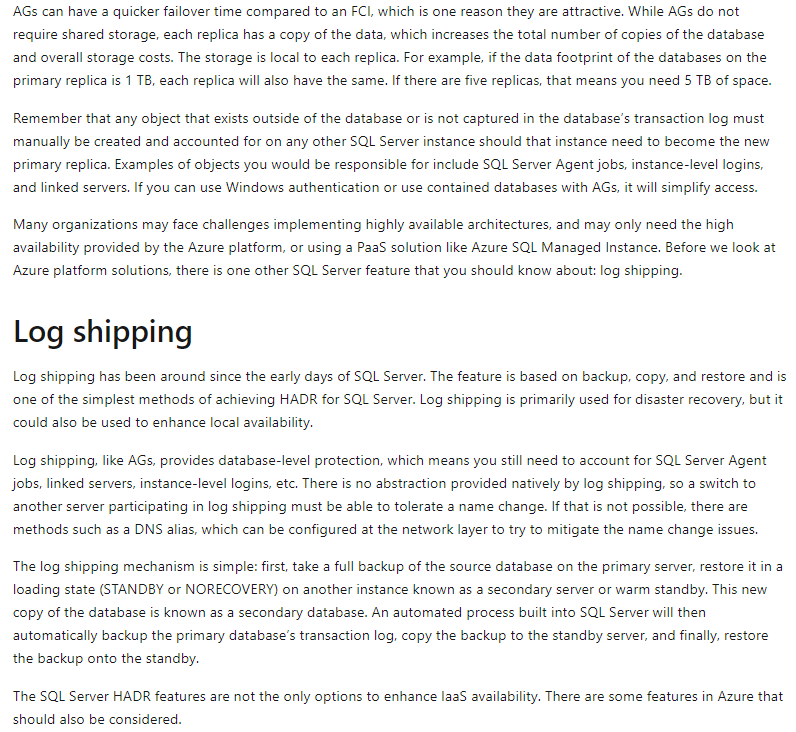 AGs can have a quicker failover time compared to an FCI, which is one reason they are attractive. While AGs do not
require shared storage, each replica has a copy of the data, which increases the total number of copies of the database
and overall storage costs. The storage is local to each replica. For example, if the data footprint of the databases on the
primary replica is 1 TB, each replica will also have the same. If there are five replicas, that means you need 5 TB of space.
Remember that any object that exists outside of the database or is not captured in the database's transaction log must
manually be created and accounted for on any other SQL Server instance should that instance need to become the new
primary replica. Examples of objects you would be responsible for include SQL Server Agent jobs, instance-level logins,
and linked servers. If you can use Windows authentication or use contained databases with AGs, it will simplify access.
Many organizations may face challenges implementing highly available architectures, and may only need the high
availability provided by the Azure platform, or using a PaaS solution like Azure SQL Managed Instance. Before we look at
Azure platform solutions, there is one other SQL Server feature that you should know about: log shipping.
Log shipping
Log shipping has been around since the early days of SQL Server. The feature is based on backup, copy, and restore and is
one of the simplest methods of achieving HADR for SQL Server. Log shipping is primarily used for disaster recovery, but it
could also be used to enhance local availability.
Log shipping, like AGs, provides database-level protection, which means you still need to account for SQL Server Agent
jobs, linked servers, instance-level logins, etc. There is no abstraction provided natively by log shipping, so a switch to
another server participating in log shipping must be able to tolerate a name change. If that is not possible, there are
methods such as a DNS alias, which can be configured at the network layer to try to mitigate the name change issues.
The log shipping mechanism is simple: first, take a full backup of the source database on the primary server, restore it in a
loading state (STANDBY or NORECOVERY) on another instance known as a secondary server or warm standby. This new
copy of the database is known as a secondary database. An automated process built into SQL Server will then
automatically backup the primary database's transaction log, copy the backup to the standby server, and finally, restore
the backup onto the standby.
The SQL Server HADR features are not the only options to enhance IaaS availability. There are some features in Azure that
should also be considered.